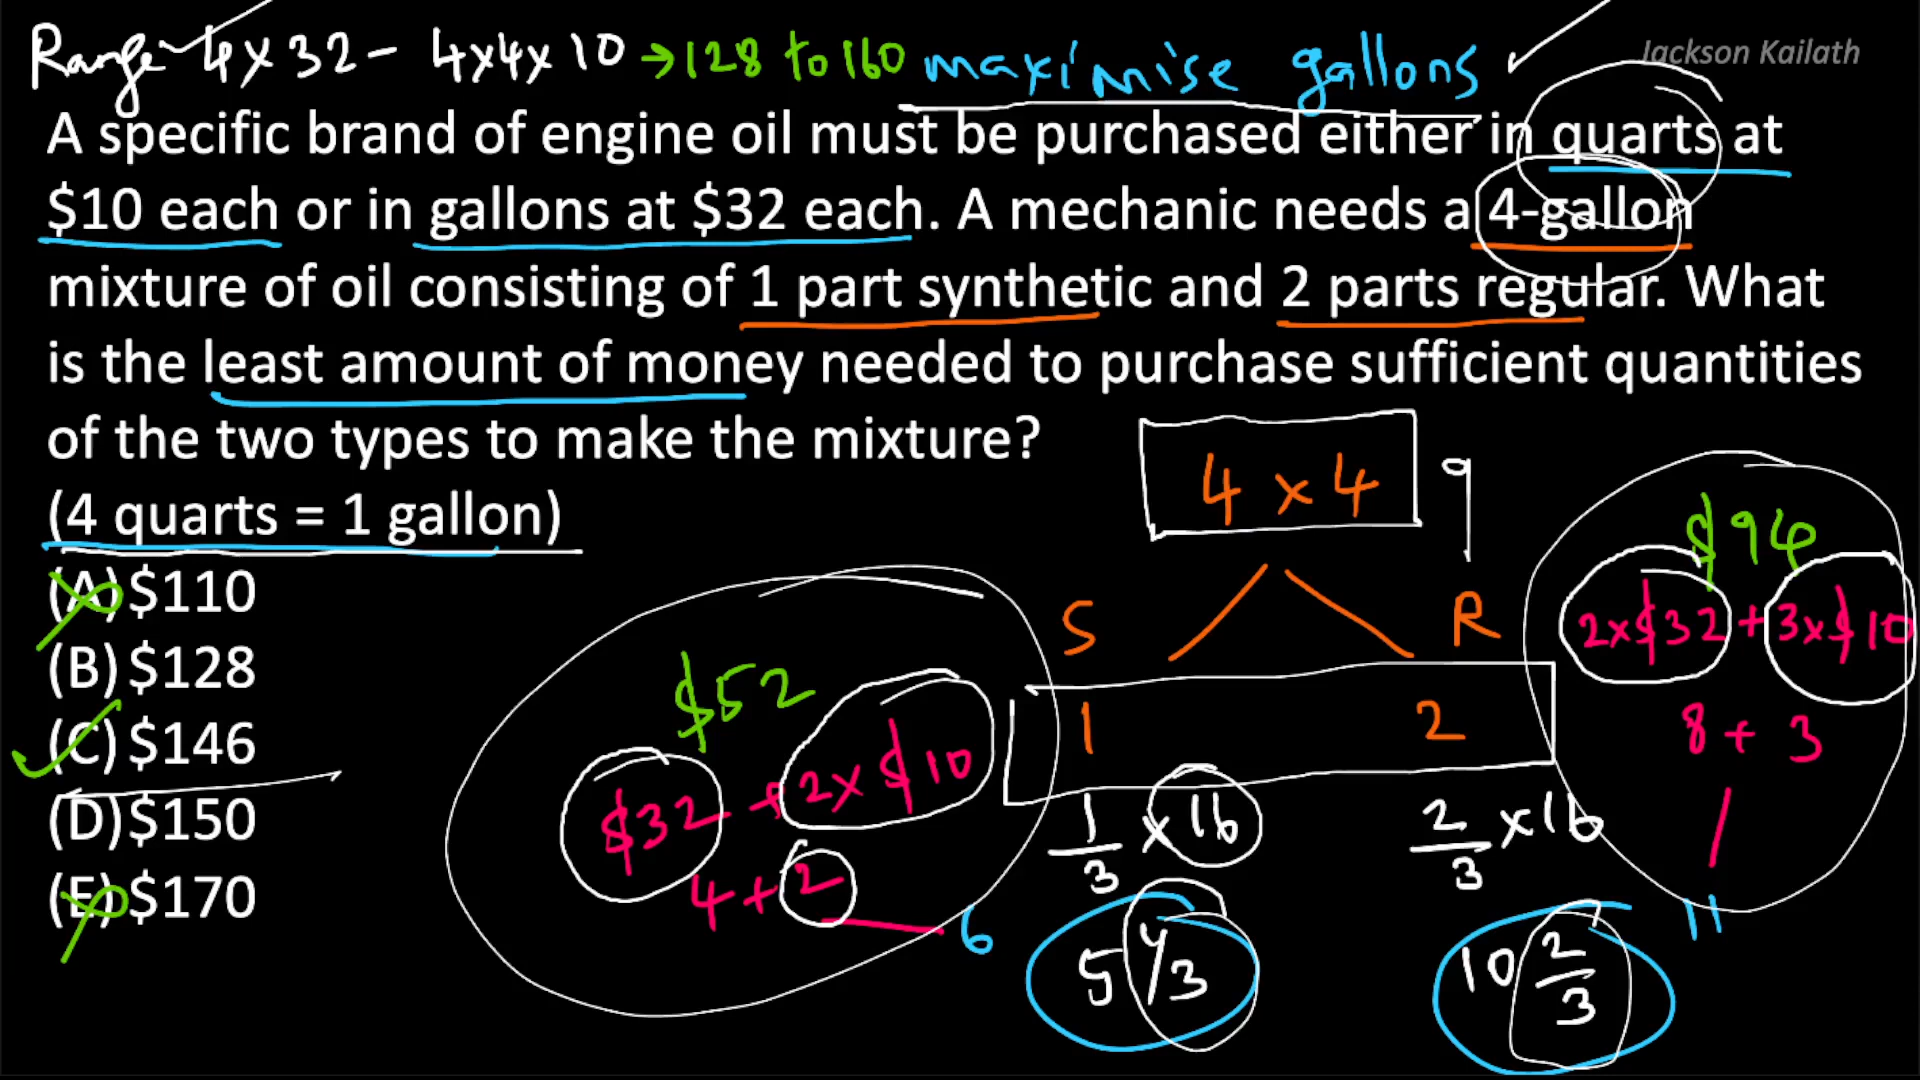 Range 4x32 - 4x4x10 → 128 to 160 maximise gallons
Jackson Kailath
A specific brand of engine oil must be purchased either in quarts at
$10 each or in gallons at $32 each. A mechanic needs a 4-gallon
mixture of oil consisting of 1 part synthetic and 2 parts regular. What
is the least amount of money needed to purchase sufficient quantities
of the two types to make the mixture?
(4 quarts = 1 gallon)
(A) $110
(B) $128
(C) $146
(D) $150
(E) $170
4 x 4 q
S R
1 2
1/3 x 16
2/3 x 16
5 1/3
10 2/3
$52
$32 + 2x $10
4 + 2
6
$94
2x$32 + 3x$10
8 + 3
11